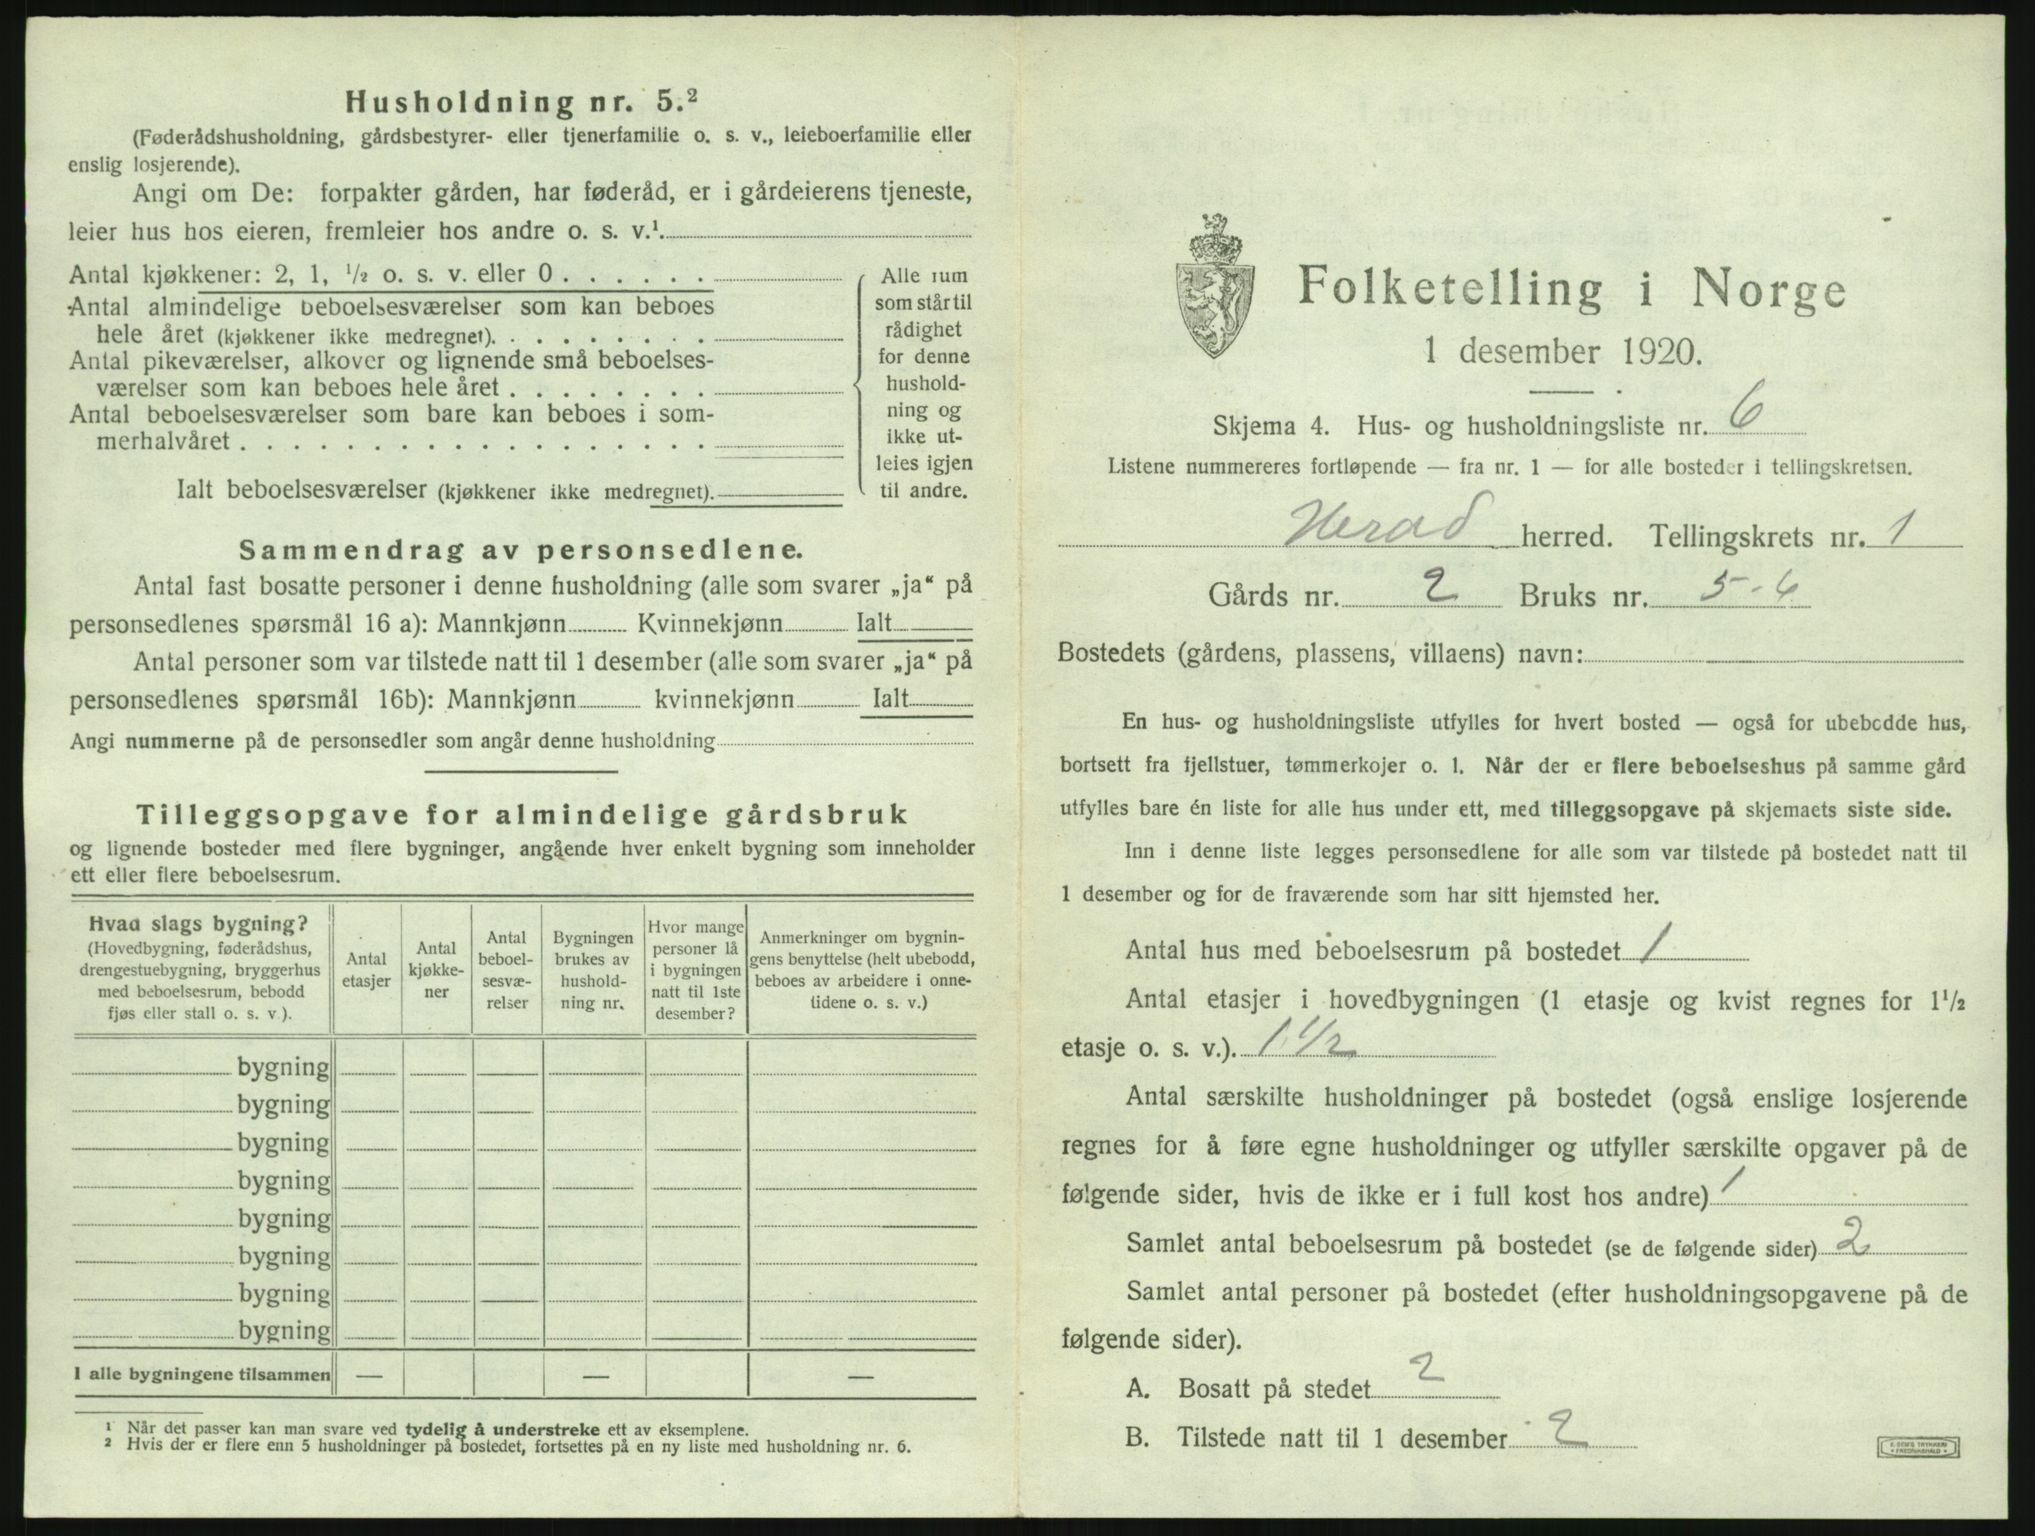 Husholdning nr. 5.²
(Føderådshusholdning, gårdsbestyrer- eller tjenerfamilie o. s. v., leieboerfamilie eller
enslig losjerende).
Angi om De: forpakter gården, har føderåd, er i gårdeierens tjeneste,
leier hus hos eieren, fremleier hos andre o. s. v.¹.
Antal kjøkkener: 2, 1, ½ o. s. v. eller 0 . . . . . .
Antal almindelige beboelsesværelser som kan beboes
hele året (kjøkkener ikke medregnet). . . . . . . . .
Antal pikeværelser, alkover og lignende små beboelses-
værelser som kan beboes hele året . . . . . . . .
Antal beboelsesværelser som bare kan beboes i som-
merhalvåret . . . . . . . . . . . . . . . . . .
Ialt beboelsesværelser (kjøkkener ikke medregnet).
Alle rum
som står til
rådighet
for denne
hushold-
ning og
ikke ut-
leies igjen
til andre.
Sammendrag av personsedlene.
Antal fast bosatte personer i denne husholdning (alle som svarer „ja“ på
personsedlenes spørsmål 16 a): Mannkjønn Kvinnekjønn Ialt
Antal personer som var tilstede natt til 1 desember (alle som svarer „ja“ på
personsedlenes spørsmål 16b): Mannkjønn kvinnekjønn Ialt
Angi nummerne på de personsedler som angår denne husholdning
Tilleggsopgave for almindelige gårdsbruk
og lignende bosteder med flere bygninger, angående hver enkelt bygning som inneholder
ett eller flere beboelsesrum.
Hvad slags bygning?
(Hovedbygning, føderådshus,
drengestuebygning, bryggerhus
med beboelsesrum, bebodd
fjøs eller stall o. s. v.).
Antal
etasjer
Antal
kjøkke-
ner
Antal
beboel-
sesvæ-
relser
Bygningen
brukes av
hushold-
ning nr.
Hvor mange
personer lå
i bygningen
natt til 1ste
desember?
Anmerkninger om bygnin-
gens benyttelse (helt ubebodd,
beboes av arbeidere i onne-
tidene o. s. v.)
bygning
bygning
bygning
bygning
bygning
bygning
bygning
bygning
I alle bygningene tilsammen — — —
¹ Når det passer kan man svare ved tydelig å understreke ett av eksemplene.
² Hvis der er flere enn 5 husholdninger på bostedet, fortsettes på en ny liste med husholdning nr. 6.
Folketelling i Norge
1 desember 1920.
Skjema 4. Hus- og husholdningsliste nr. 6
Listene nummereres fortløpende — fra nr. 1 — for alle bosteder i tellingskretsen.
Herad herred. Tellingskrets nr. 1
Gårds nr. 2 Bruks nr. 5-6
Bostedets (gårdens, plassens, villaens) navn:
En hus- og husholdningsliste utfylles for hvert bosted — også for ubebodde hus,
bortsett fra fjellstuer, tømmerkojer o. l. Når der er flere beboelseshus på samme gård
utfylles bare én liste for alle hus under ett, med tilleggsopgave på skjemaets siste side.
Inn i denne liste legges personsedlene for alle som var tilstede på bostedet natt til
1 desember og for de fraværende som har sitt hjemsted her.
Antal hus med beboelsesrum på bostedet 1
Antal etasjer i hovedbygningen (1 etasje og kvist regnes for 1½
etasje o. s. v.). 1 1/2
Antal særskilte husholdninger på bostedet (også enslige losjerende
regnes for å føre egne husholdninger og utfyller særskilte opgaver på de
følgende sider, hvis de ikke er i full kost hos andre) 1
Samlet antal beboelsesrum på bostedet (se de følgende sider) 2
Samlet antal personer på bostedet (efter husholdningsopgavene på de
følgende sider).
A. Bosatt på stedet 2
B. Tilstede natt til 1 desember 2